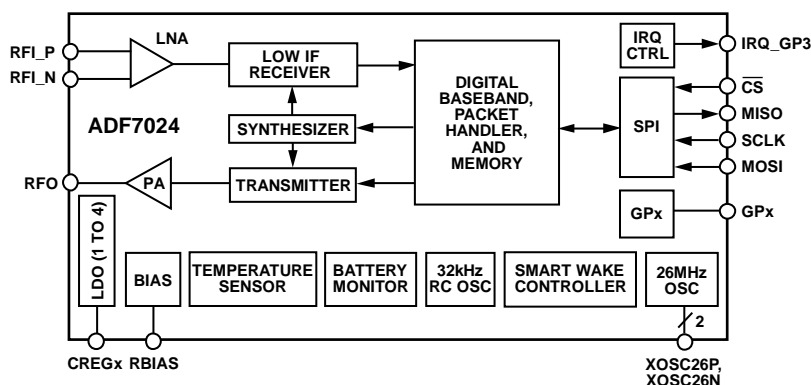 LNA
RFI_P
RFI_N
LOW IF
RECEIVER
IRQ
CTRL
IRQ_GP3
ADF7024
SYNTHESIZER
DIGITAL
BASEBAND,
PACKET
HANDLER,
AND
MEMORY
SPI
CS
MISO
SCLK
MOSI
RFO
PA
TRANSMITTER
GPx
GPx
LDO (1 TO 4)
BIAS
TEMPERATURE
SENSOR
BATTERY
MONITOR
32kHz
RC OSC
SMART WAKE
CONTROLLER
26MHz
OSC
2
CREGx
RBIAS
XOSC26P,
XOSC26N